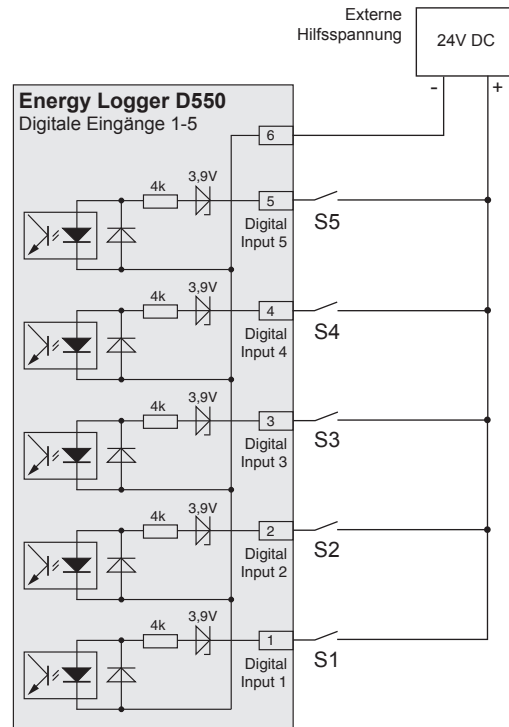 Externe
Hilfsspannung
24V DC
- +
Energy Logger D550
Digitale Eingänge 1-5
6
4k 3,9V
5
Digital
Input 5
S5
4k 3,9V
4
Digital
Input 4
S4
4k 3,9V
3
Digital
Input 3
S3
4k 3,9V
2
Digital
Input 2
S2
4k 3,9V
1
Digital
Input 1
S1